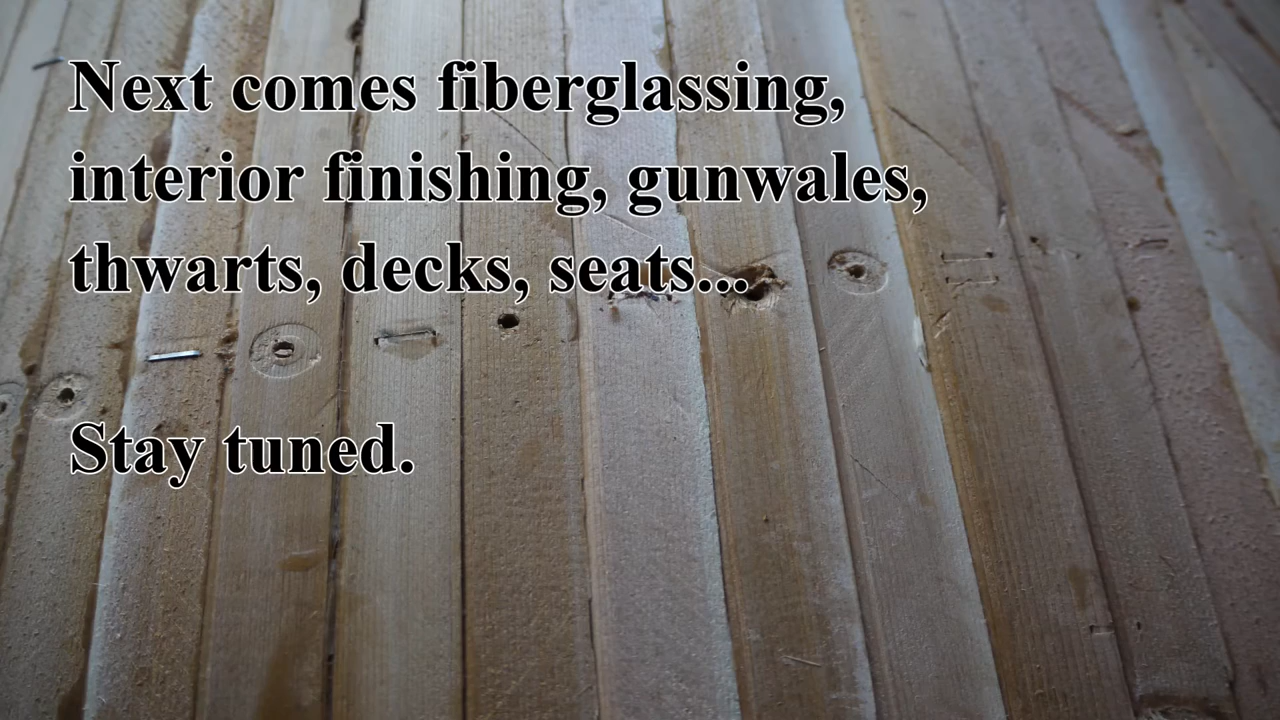 Next comes fiberglassing,
interior finishing, gunwales,
thwarts, decks, seats...
Stay tuned.